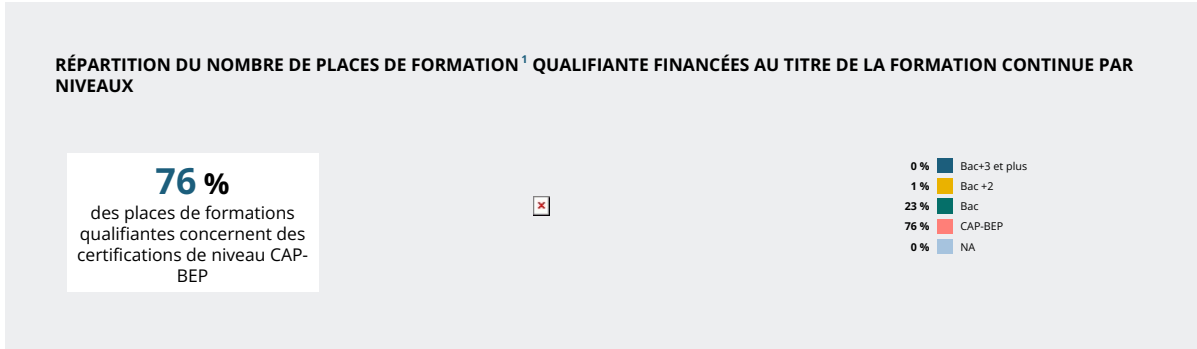 RÉPARTITION DU NOMBRE DE PLACES DE FORMATION 1 QUALIFIANTE FINANCÉES AU TITRE DE LA FORMATION CONTINUE PAR
NIVEAUX
76 %
des places de formations
qualifiantes concernent des
certifications de niveau CAP-
BEP
0 % Bac+3 et plus
1 % Bac +2
23 % Bac
76 % CAP-BEP
0 % NA